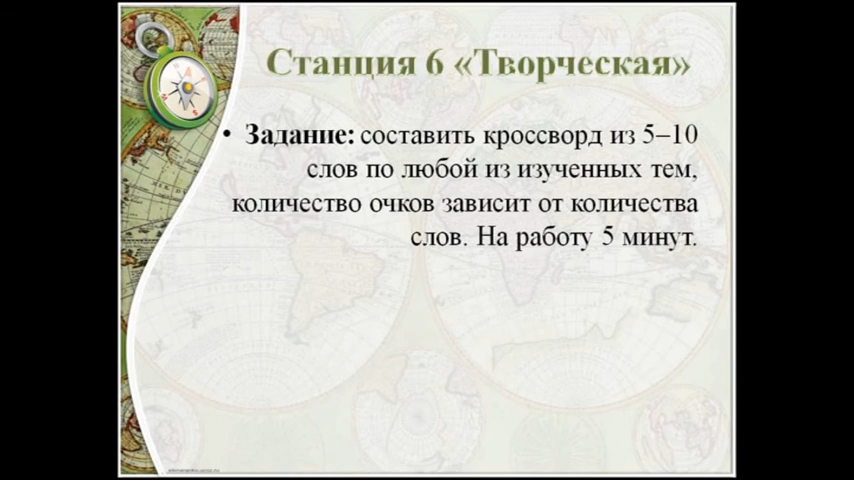 Станция 6 «Творческая»
• Задание: составить кроссворд из 5–10
слов по любой из изученных тем,
количество очков зависит от количества
слов. На работу 5 минут.